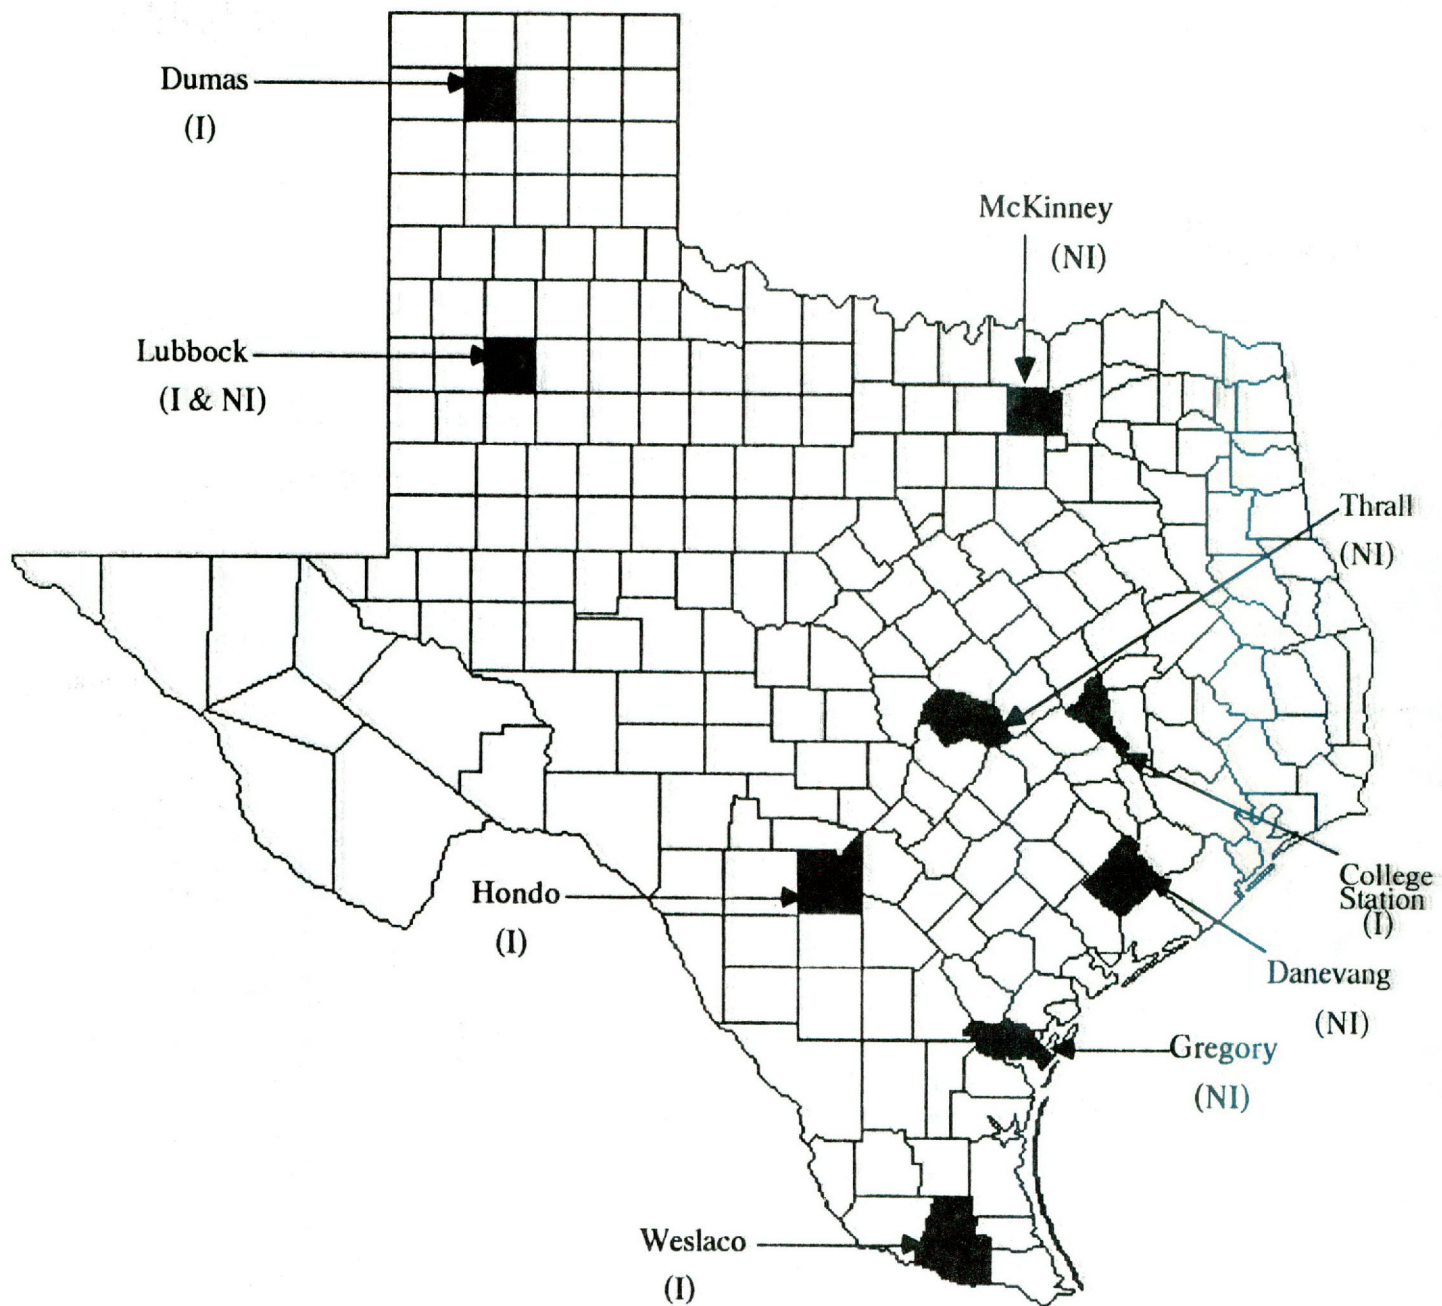 Dumas
(I)
McKinney
(NI)
Lubbock
(I & NI)
Thrall
(NI)
College
Station
(I)
Hondo
(I)
Danevang
(NI)
Gregory
(NI)
Weslaco
(I)